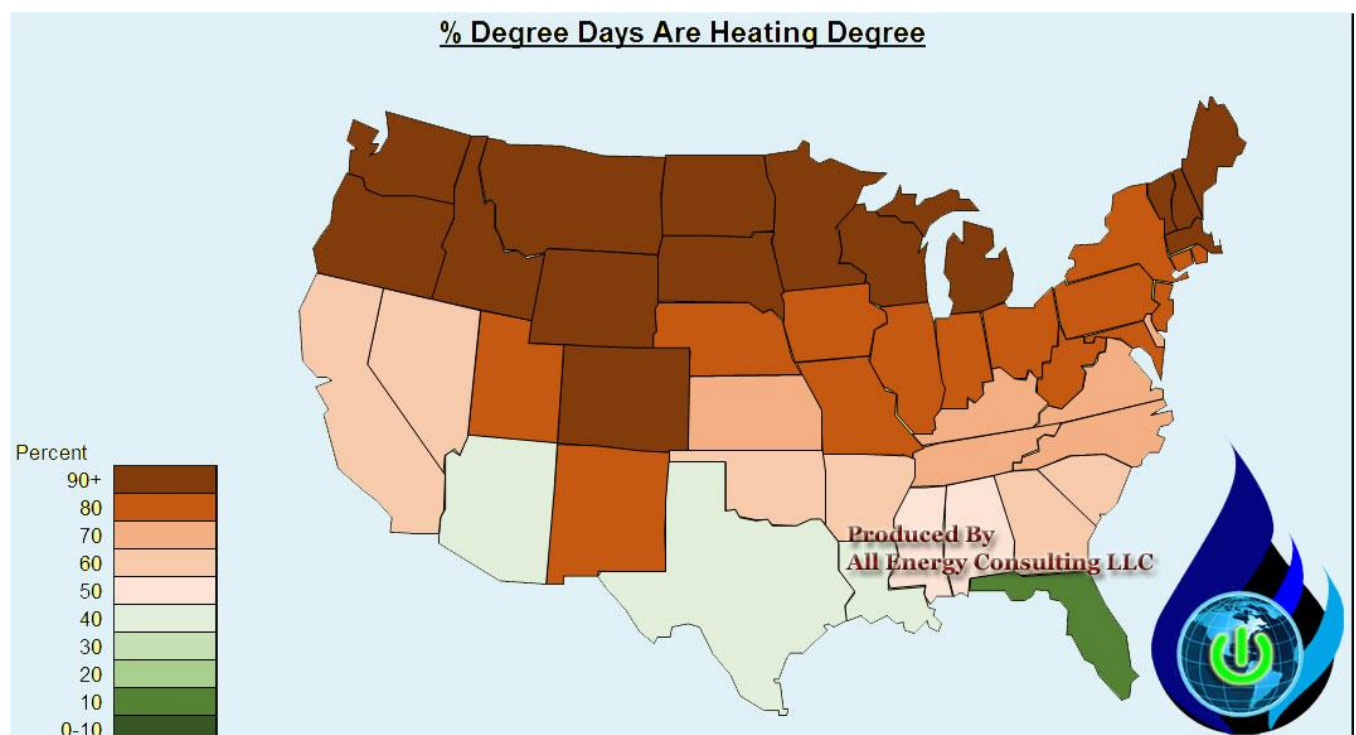 % Degree Days Are Heating Degree
Percent
90+
80
70
60
50
40
30
20
10
0-10
Produced By
All Energy Consulting LLC